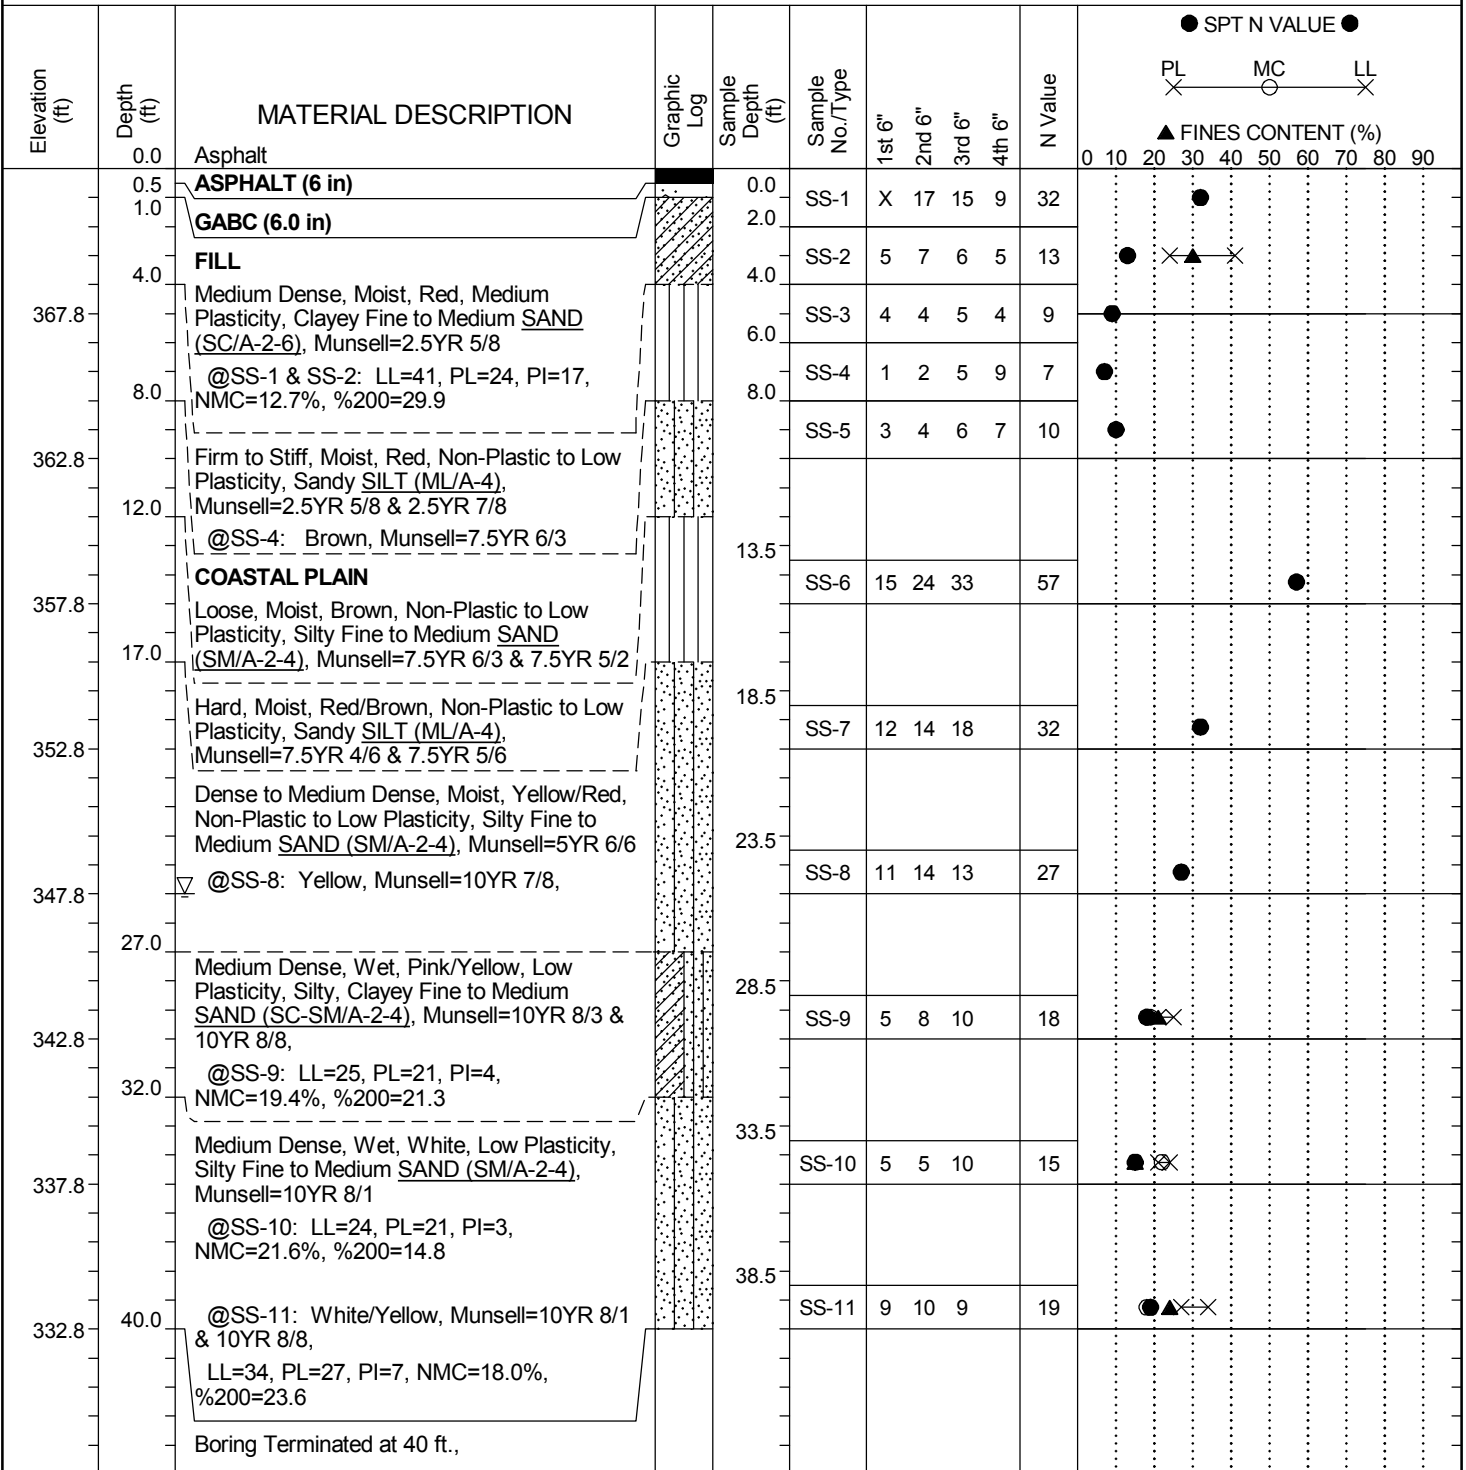 ● SPT N VALUE ●
PL MC LL
▲ FINES CONTENT (%)
0 10 20 30 40 50 60 70 80 90
Elevation (ft)
Depth (ft)
MATERIAL DESCRIPTION
Graphic Log
Sample Depth (ft)
Sample No./Type
1st 6"
2nd 6"
3rd 6"
4th 6"
N Value
0.0 Asphalt
0.5 ASPHALT (6 in)
1.0
GABC (6.0 in)
FILL
4.0
Medium Dense, Moist, Red, Medium
367.8 Plasticity, Clayey Fine to Medium SAND
(SC/A-2-6), Munsell=2.5YR 5/8
@SS-1 & SS-2: LL=41, PL=24, PI=17,
8.0 NMC=12.7%, %200=29.9
362.8 Firm to Stiff, Moist, Red, Non-Plastic to Low
Plasticity, Sandy SILT (ML/A-4),
12.0 Munsell=2.5YR 5/8 & 2.5YR 7/8
@SS-4: Brown, Munsell=7.5YR 6/3
COASTAL PLAIN
357.8 Loose, Moist, Brown, Non-Plastic to Low
Plasticity, Silty Fine to Medium SAND
17.0 (SM/A-2-4), Munsell=7.5YR 6/3 & 7.5YR 5/2
Hard, Moist, Red/Brown, Non-Plastic to Low
Plasticity, Sandy SILT (ML/A-4),
352.8 Munsell=7.5YR 4/6 & 7.5YR 5/6
Dense to Medium Dense, Moist, Yellow/Red,
Non-Plastic to Low Plasticity, Silty Fine to
Medium SAND (SM/A-2-4), Munsell=5YR 6/6
@SS-8: Yellow, Munsell=10YR 7/8,
347.8
27.0
Medium Dense, Wet, Pink/Yellow, Low
Plasticity, Silty, Clayey Fine to Medium
SAND (SC-SM/A-2-4), Munsell=10YR 8/3 &
342.8 10YR 8/8,
@SS-9: LL=25, PL=21, PI=4,
32.0 NMC=19.4%, %200=21.3
Medium Dense, Wet, White, Low Plasticity,
Silty Fine to Medium SAND (SM/A-2-4),
337.8 Munsell=10YR 8/1
@SS-10: LL=24, PL=21, PI=3,
NMC=21.6%, %200=14.8
@SS-11: White/Yellow, Munsell=10YR 8/1
332.8 40.0 & 10YR 8/8,
LL=34, PL=27, PI=7, NMC=18.0%,
%200=23.6
Boring Terminated at 40 ft.,
0.0 SS-1 X 17 15 9 32
2.0
SS-2 5 7 6 5 13
4.0
SS-3 4 4 5 4 9
6.0
SS-4 1 2 5 9 7
8.0
SS-5 3 4 6 7 10
13.5
SS-6 15 24 33 57
18.5
SS-7 12 14 18 32
23.5
SS-8 11 14 13 27
28.5
SS-9 5 8 10 18
33.5
SS-10 5 5 10 15
38.5
SS-11 9 10 9 19